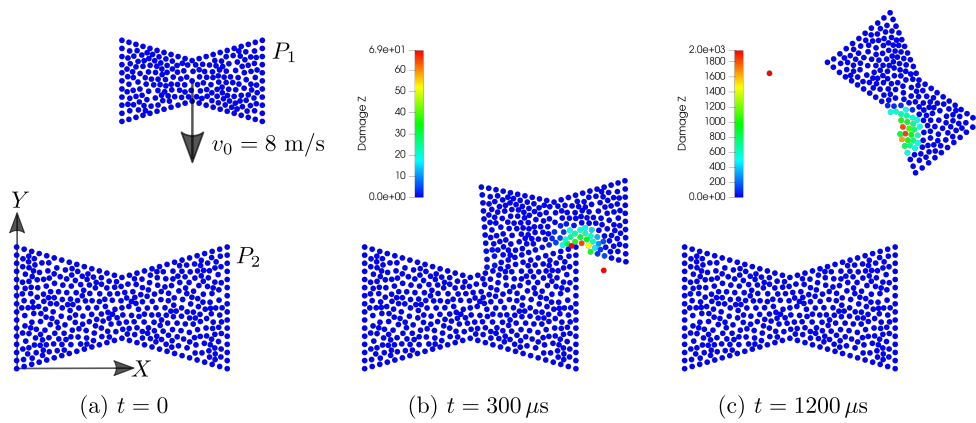 P₁
v₀ = 8 m/s
Y
P₂
X
(a) t = 0
6.9e+01
60
50
40
30
20
10
0.0e+00
Damage Z
(b) t = 300 μs
2.0e+03
1800
1600
1400
1200
1000
800
600
400
200
0.0e+00
Damage Z
(c) t = 1200 μs